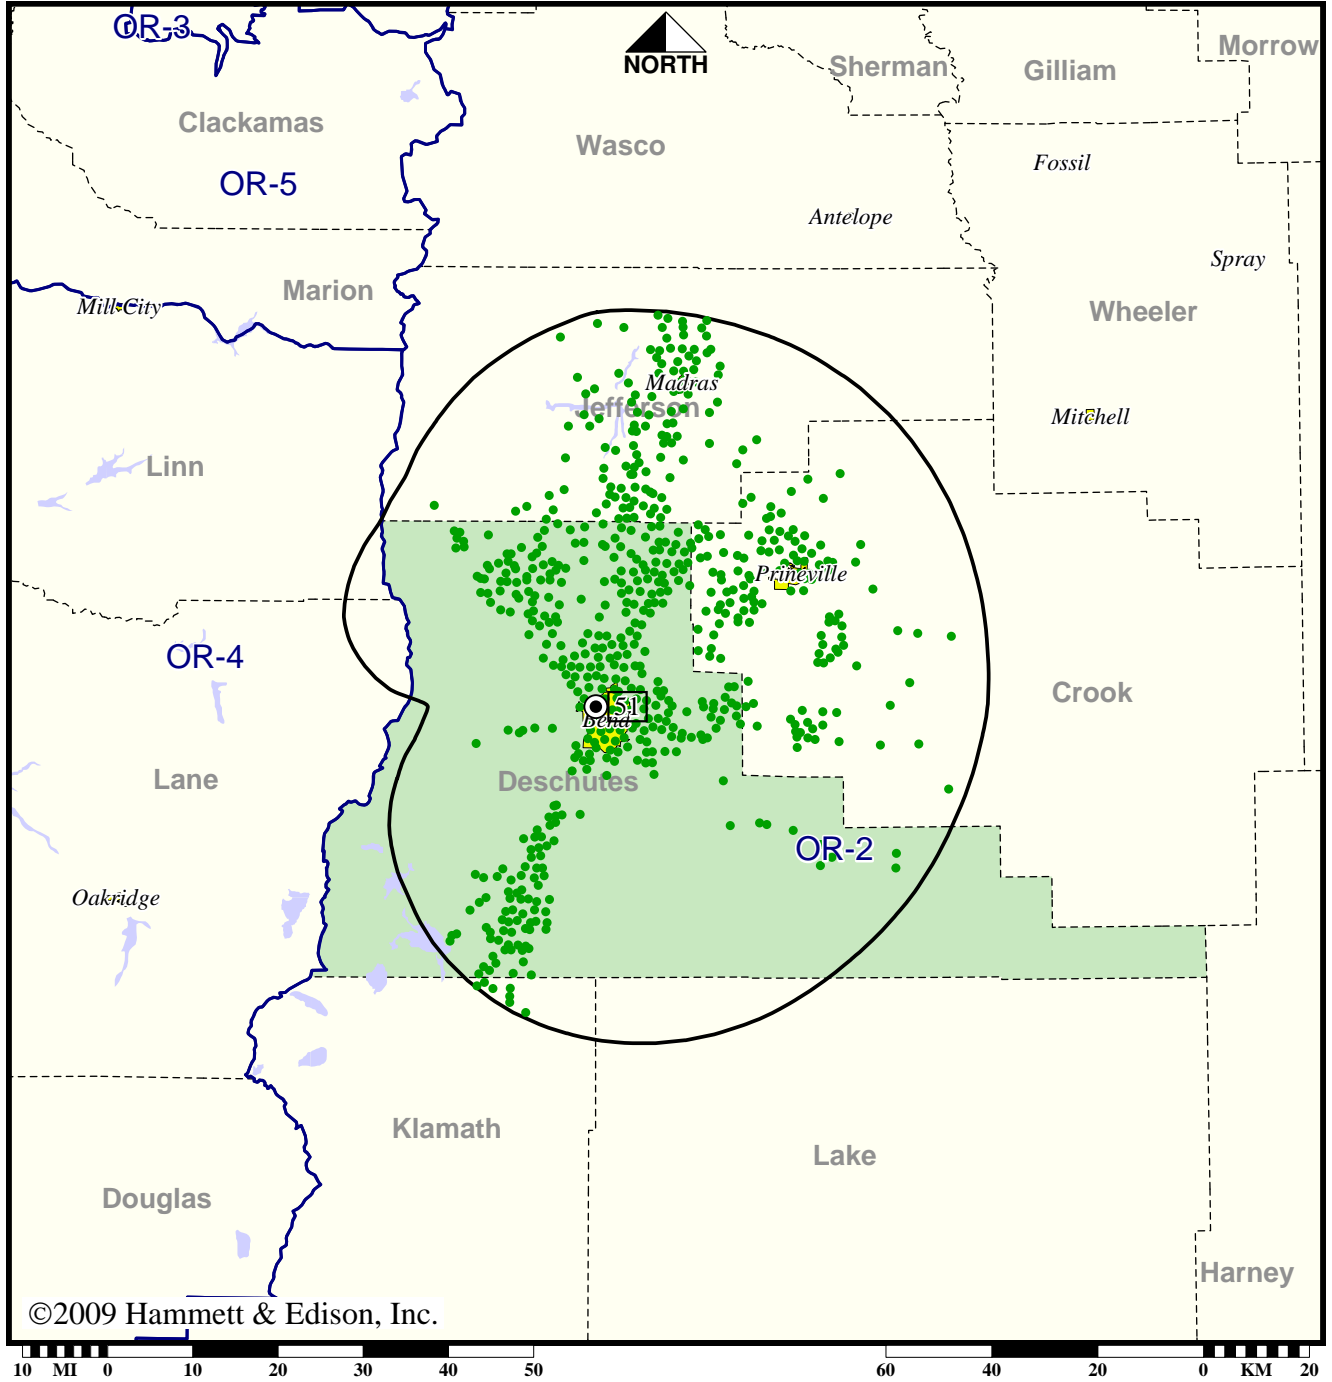 OR-3
NORTH
Morrow
Sherman
Gilliam
Clackamas
Wasco
Fossil
OR-5
Antelope
Spray
Marion
Mill City
Wheeler
Madras
Jefferson
Mitchell
Linn
Prineville
OR-4
Crook
51
Bend
Lane
Deschutes
OR-2
Oakridge
Klamath
Lake
Douglas
Harney
©2009 Hammett & Edison, Inc.
10 MI 0 10 20 30 40 50 60 40 20 0 KM 20